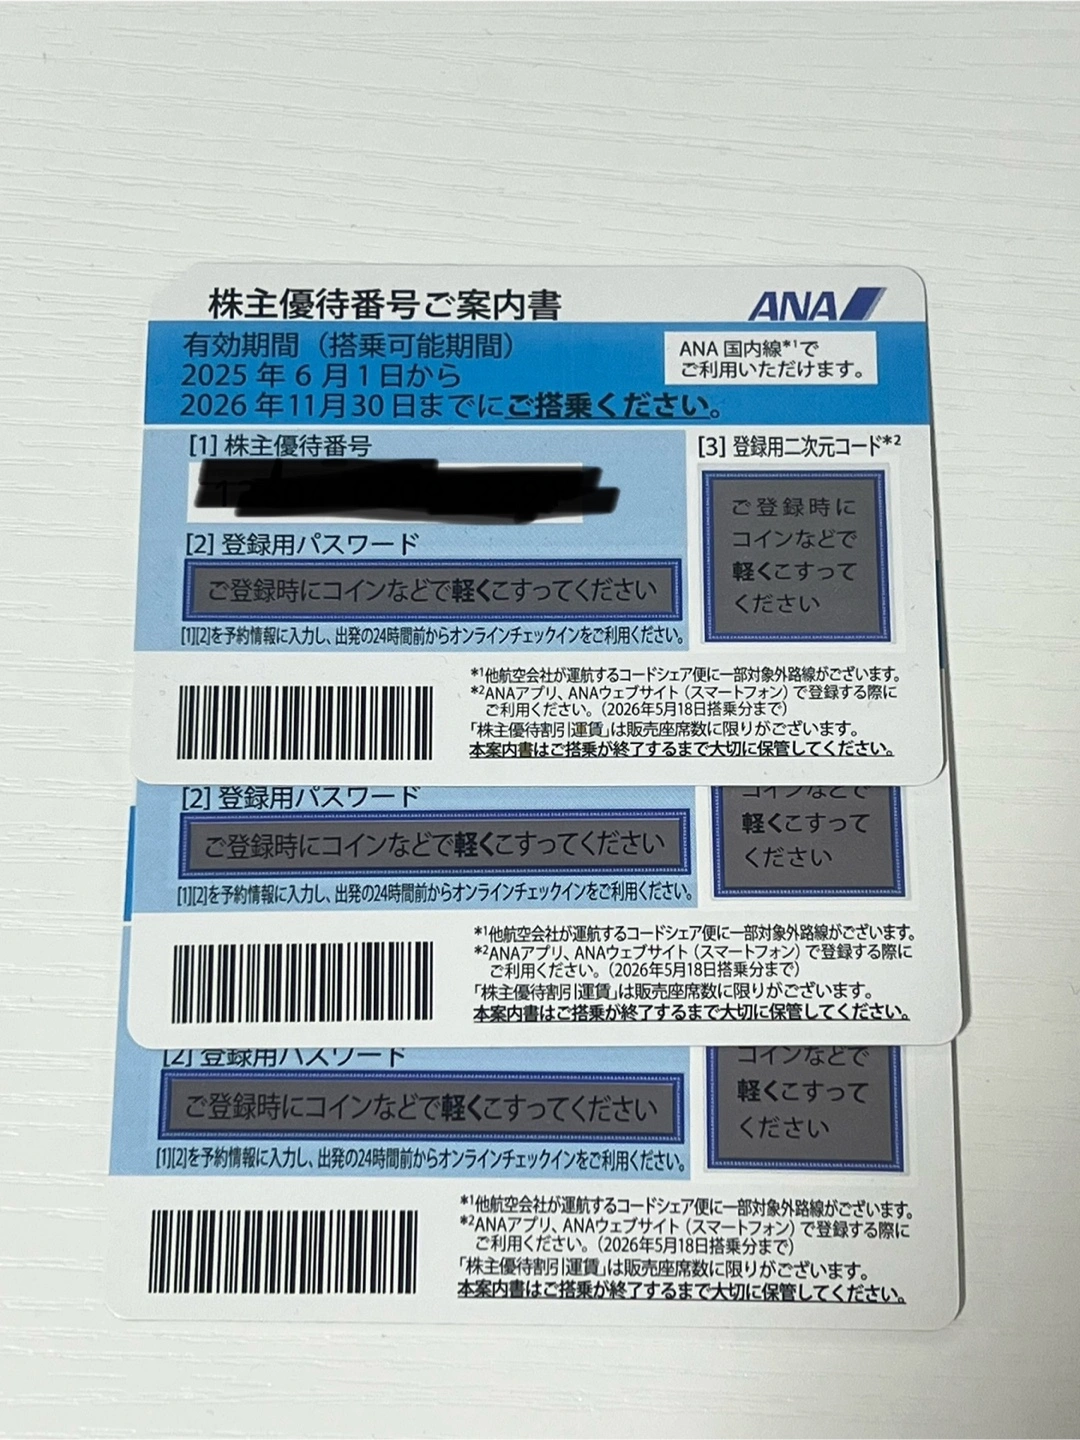 株主優待番号ご案内書
ANA
有効期間（搭乗可能期間）
2025 年 6 月 1 日から
2026 年11月30 日までにご搭乗ください。
ANA 国内線*1で
ご利用いただけます。
[1] 株主優待番号
[3] 登録用二次元コード*2
ご登録時に
コインなどで
軽くこすって
ください
[2] 登録用パスワード
ご登録時にコインなどで軽くこすってください
[1][2]を予約情報に入力し、出発の24時間前からオンラインチェックインをご利用ください。
*1他航空会社が運航するコードシェア便に一部対象外路線がございます。
*2ANAアプリ、ANAウェブサイト（スマートフォン）で登録する際に
ご利用ください。（2026年5月18日搭乗分まで）
「株主優待割引運賃」は販売座席数に限りがございます。
本案内書はご搭乗が終了するまで大切に保管してください。
[2] 登録用パスワード
コインなどで
軽くこすって
ください
ご登録時にコインなどで軽くこすってください
[1][2]を予約情報に入力し、出発の24時間前からオンラインチェックインをご利用ください。
*1他航空会社が運航するコードシェア便に一部対象外路線がございます。
*2ANAアプリ、ANAウェブサイト（スマートフォン）で登録する際に
ご利用ください。（2026年5月18日搭乗分まで）
「株主優待割引運賃」は販売座席数に限りがございます。
本案内書はご搭乗が終了するまで大切に保管してください。
[2] 登録用パスワード
コインなどで
軽くこすって
ください
ご登録時にコインなどで軽くこすってください
[1][2]を予約情報に入力し、出発の24時間前からオンラインチェックインをご利用ください。
*1他航空会社が運航するコードシェア便に一部対象外路線がございます。
*2ANAアプリ、ANAウェブサイト（スマートフォン）で登録する際に
ご利用ください。（2026年5月18日搭乗分まで）
「株主優待割引運賃」は販売座席数に限りがございます。
本案内書はご搭乗が終了するまで大切に保管してください。